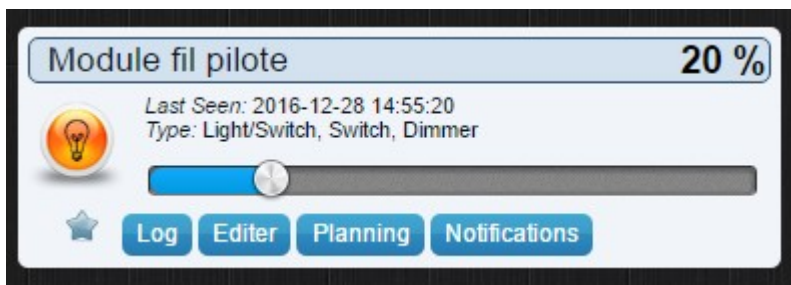 Module fil pilote 20 %
Last Seen: 2016-12-28 14:55:20
Type: Light/Switch, Switch, Dimmer
Log Editer Planning Notifications